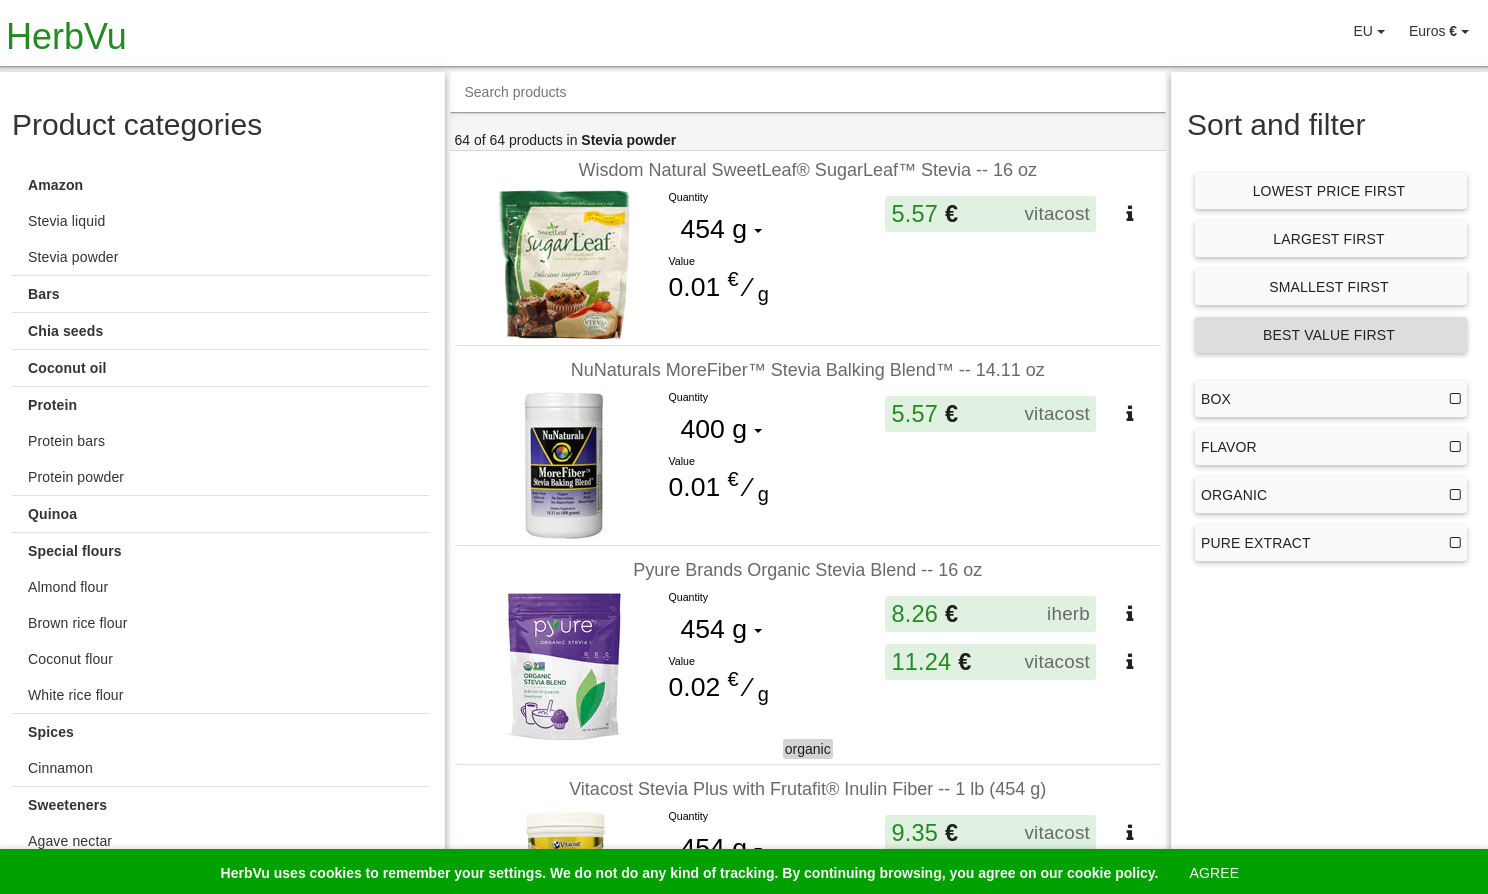 HerbVu
EU
Euros €
Product categories
Amazon
Stevia liquid
Stevia powder
Bars
Chia seeds
Coconut oil
Protein
Protein bars
Protein powder
Quinoa
Special flours
Almond flour
Brown rice flour
Coconut flour
White rice flour
Spices
Cinnamon
Sweeteners
Agave nectar
Search products
64 of 64 products in Stevia powder
Wisdom Natural SweetLeaf® SugarLeaf™ Stevia -- 16 oz
SweetLeaf
SugarLeaf
Delicious Sugary Taste!
STEVIA
Quantity
454 g
Value
0.01 €/g
5.57 € vitacost
NuNaturals MoreFiber™ Stevia Balking Blend™ -- 14.11 oz
NuNaturals
MoreFiber™
Stevia Baking Blend™
Quantity
400 g
Value
0.01 €/g
5.57 € vitacost
Pyure Brands Organic Stevia Blend -- 16 oz
pyure
ORGANIC STEVIA
ORGANIC
STEVIA BLEND
Quantity
454 g
Value
0.02 €/g
8.26 € iherb
11.24 € vitacost
organic
Vitacost Stevia Plus with Frutafit® Inulin Fiber -- 1 lb (454 g)
Vitacost
Quantity
454 g
9.35 € vitacost
Sort and filter
LOWEST PRICE FIRST
LARGEST FIRST
SMALLEST FIRST
BEST VALUE FIRST
BOX
FLAVOR
ORGANIC
PURE EXTRACT
HerbVu uses cookies to remember your settings. We do not do any kind of tracking. By continuing browsing, you agree on our cookie policy. AGREE